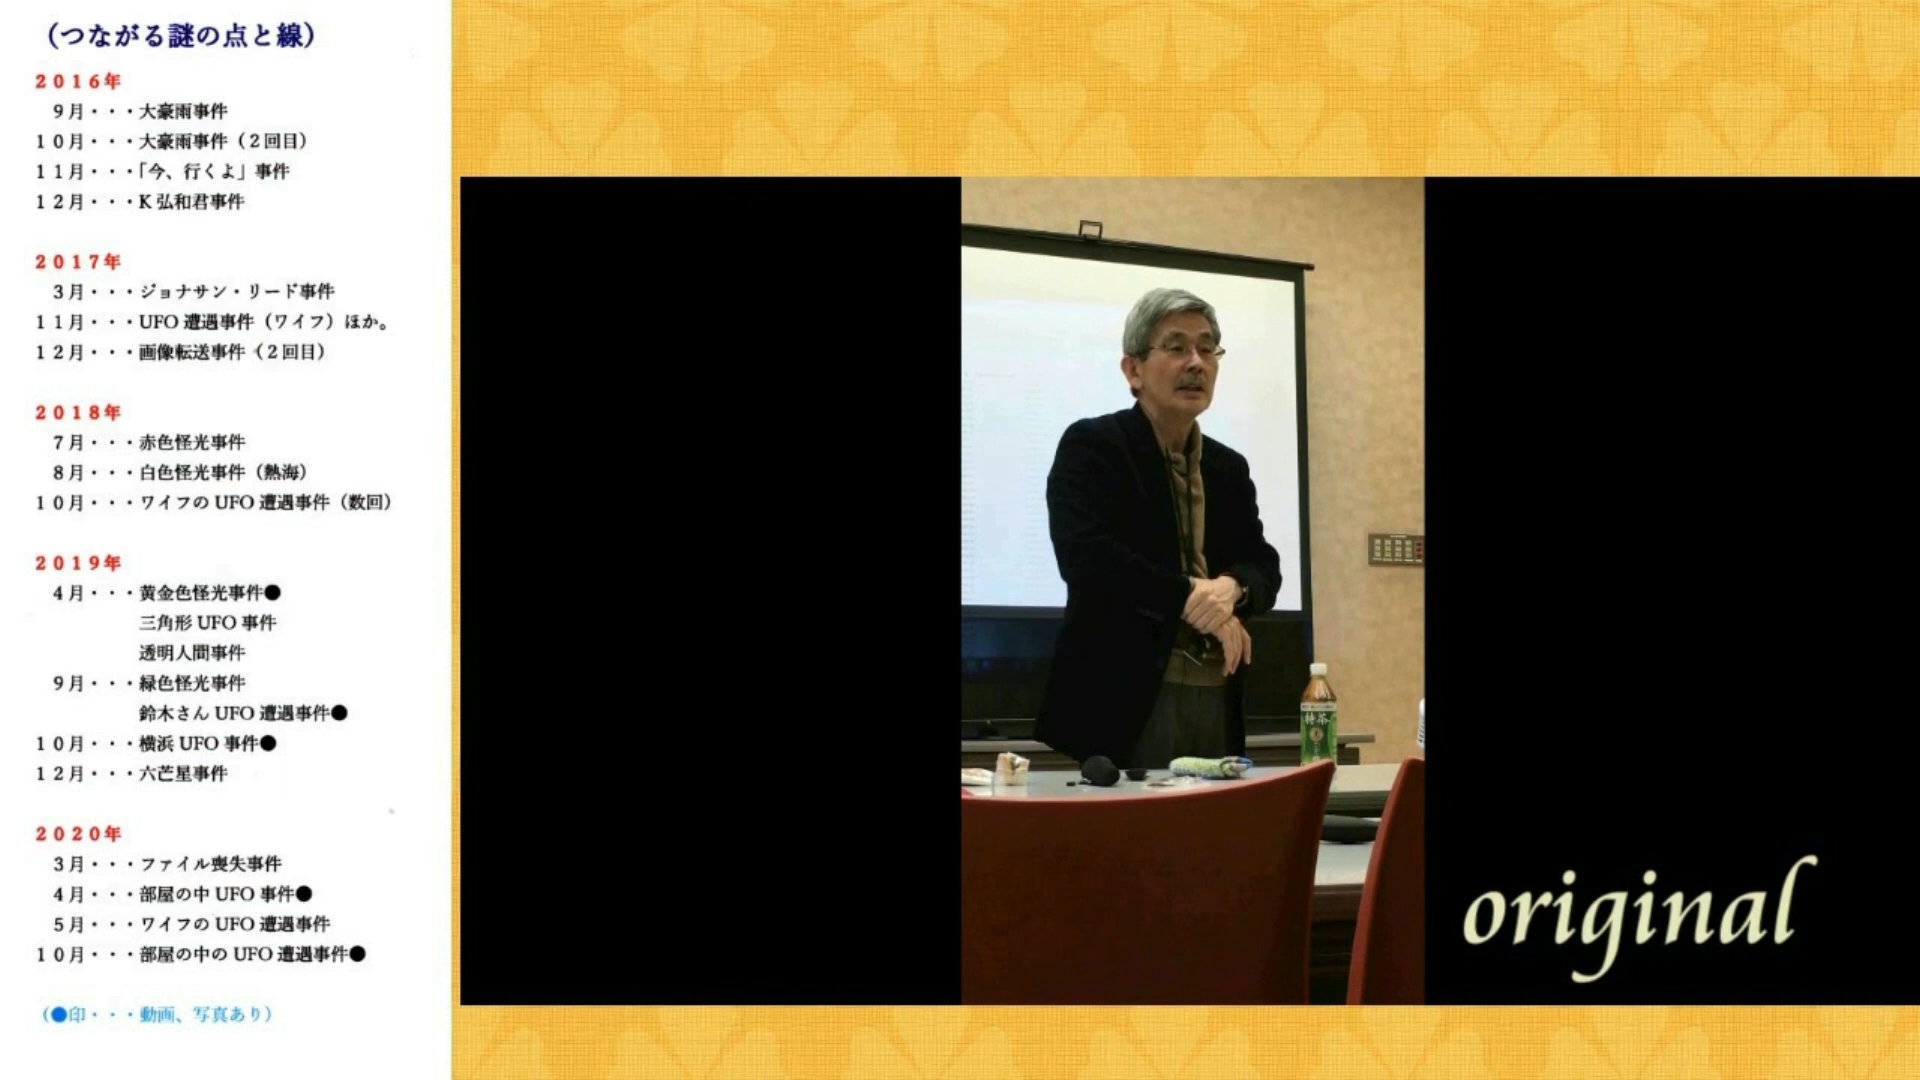 （つながる謎の点と線）
２０１６年
９月・・・大豪雨事件
１０月・・・大豪雨事件（２回目）
１１月・・・「今、行くよ」事件
１２月・・・K弘和君事件
２０１７年
３月・・・ジョナサン・リード事件
１１月・・・UFO遭遇事件（ワイフ）ほか。
１２月・・・画像転送事件（２回目）
２０１８年
７月・・・赤色怪光事件
８月・・・白色怪光事件（熱海）
１０月・・・ワイフのUFO遭遇事件（数回）
２０１９年
４月・・・黄金色怪光事件●
三角形UFO事件
透明人間事件
９月・・・緑色怪光事件
鈴木さんUFO遭遇事件●
１０月・・・横浜UFO事件●
１２月・・・六芒星事件
２０２０年
３月・・・ファイル喪失事件
４月・・・部屋の中UFO事件●
５月・・・ワイフのUFO遭遇事件
１０月・・・部屋の中のUFO遭遇事件●
（●印・・・動画、写真あり）
特茶
original